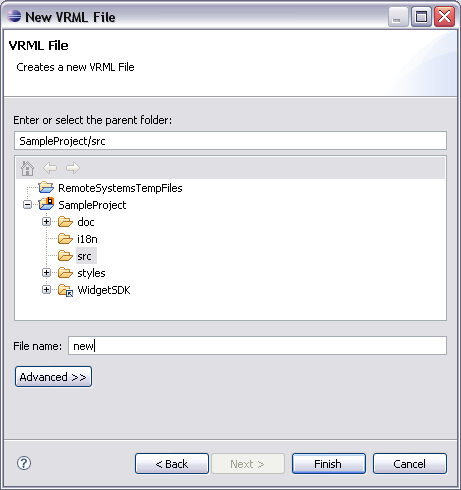 New VRML File
VRML File
Creates a new VRML File
Enter or select the parent folder:
SampleProject/src
RemoteSystemsTempFiles
SampleProject
doc
i18n
src
styles
WidgetSDK
File name: new
Advanced >>
? < Back Next > Finish Cancel